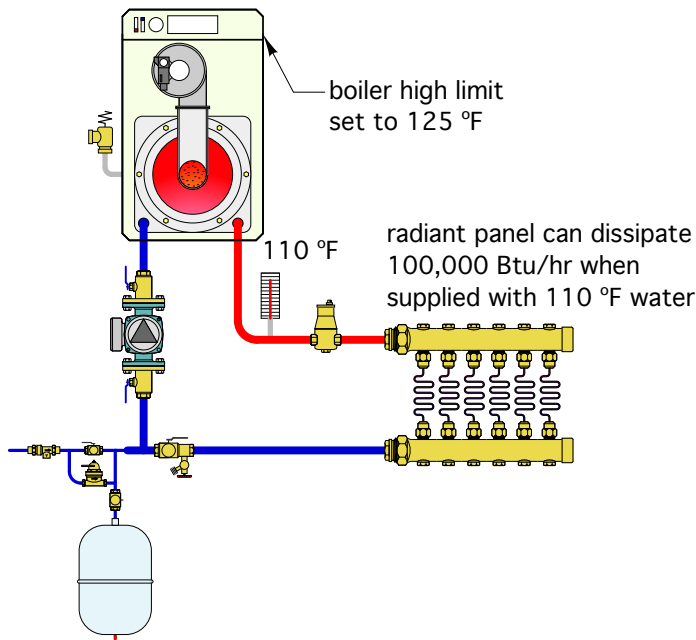 boiler high limit
set to 125 ºF
110 ºF
radiant panel can dissipate
100,000 Btu/hr when
supplied with 110 ºF water